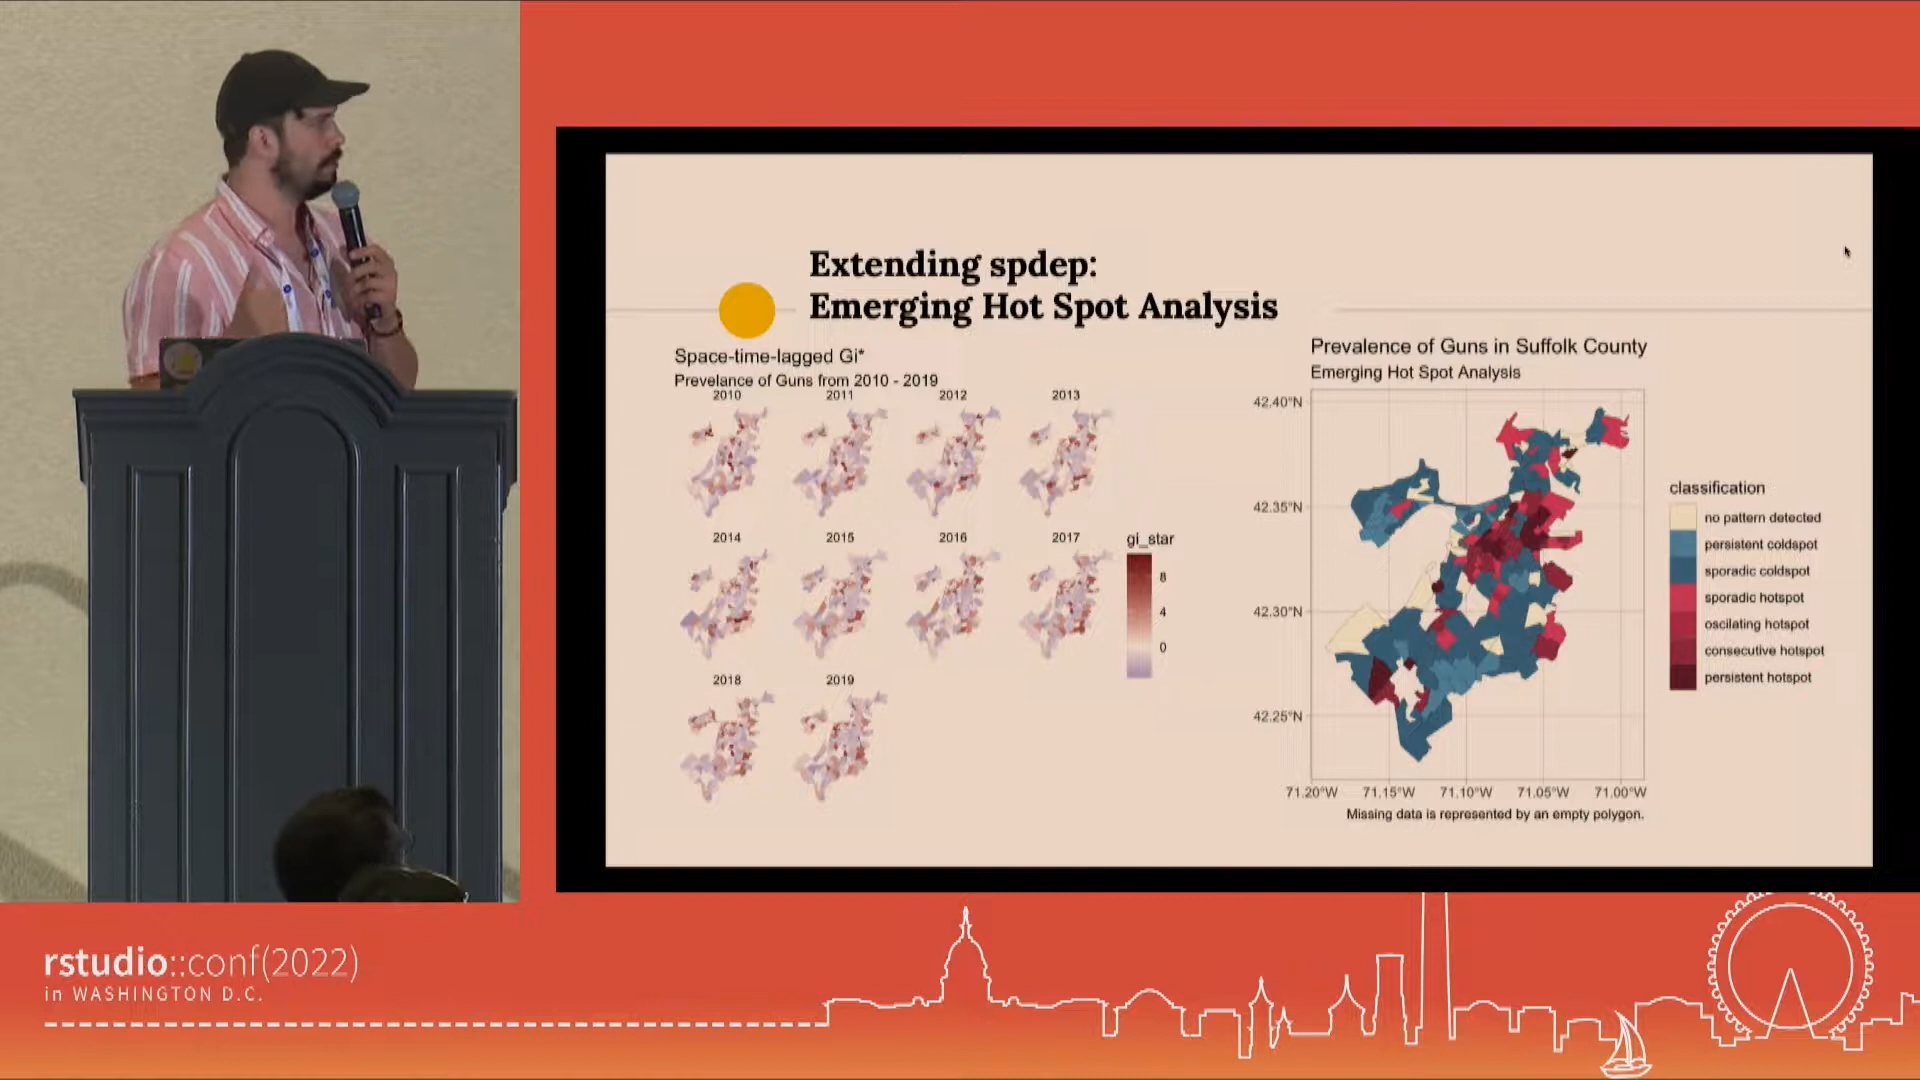 Extending spdep:
Emerging Hot Spot Analysis
Space-time-lagged Gi*
Prevelance of Guns from 2010 - 2019
2010 2011 2012 2013
2014 2015 2016 2017
2018 2019
gi_star
8
4
0
Prevalence of Guns in Suffolk County
Emerging Hot Spot Analysis
42.40°N
42.35°N
42.30°N
42.25°N
71.20°W 71.15°W 71.10°W 71.05°W 71.00°W
Missing data is represented by an empty polygon.
classification
no pattern detected
persistent coldspot
sporadic coldspot
sporadic hotspot
oscilating hotspot
consecutive hotspot
persistent hotspot
rstudio::conf(2022)
in WASHINGTON D.C.